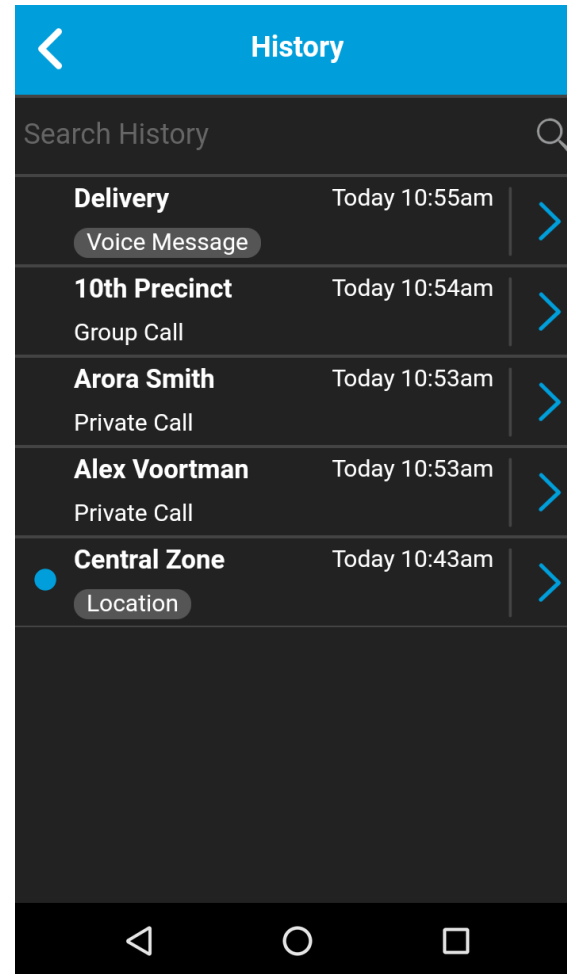 History
Search History
Delivery Today 10:55am
Voice Message
10th Precinct Today 10:54am
Group Call
Arora Smith Today 10:53am
Private Call
Alex Voortman Today 10:53am
Private Call
Central Zone Today 10:43am
Location